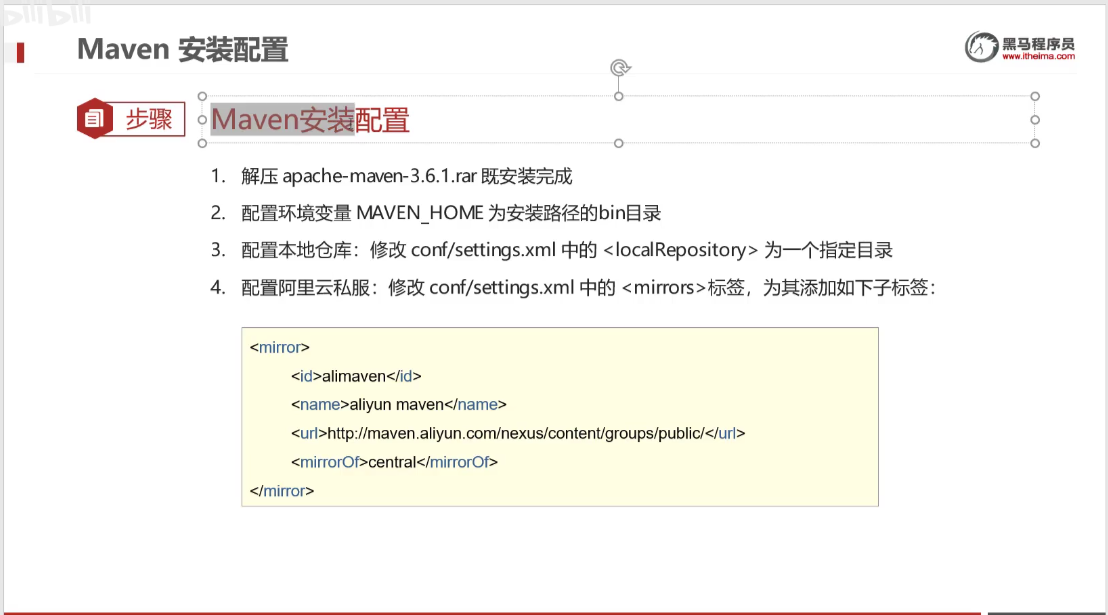 bilibili
Maven 安装配置
黑马程序员
www.itheima.com
步骤
Maven安装配置
1. 解压 apache-maven-3.6.1.rar 既安装完成
2. 配置环境变量 MAVEN_HOME 为安装路径的bin目录
3. 配置本地仓库：修改 conf/settings.xml 中的 <localRepository> 为一个指定目录
4. 配置阿里云私服：修改 conf/settings.xml 中的 <mirrors>标签，为其添加如下子标签：
<mirror>
<id>alimaven</id>
<name>aliyun maven</name>
<url>http://maven.aliyun.com/nexus/content/groups/public/</url>
<mirrorOf>central</mirrorOf>
</mirror>